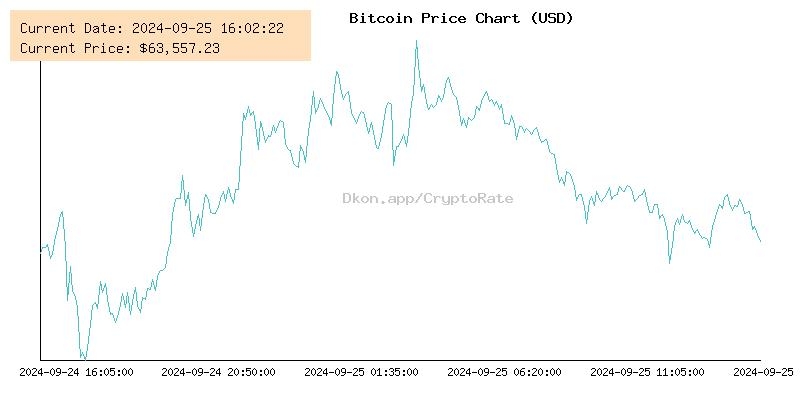 Bitcoin Price Chart (USD)
Current Date: 2024-09-25 16:02:22
Current Price: $63,557.23
Dkon.app/CryptoRate
2024-09-24 16:05:00 2024-09-24 20:50:00 2024-09-25 01:35:00 2024-09-25 06:20:00 2024-09-25 11:05:00 2024-09-25